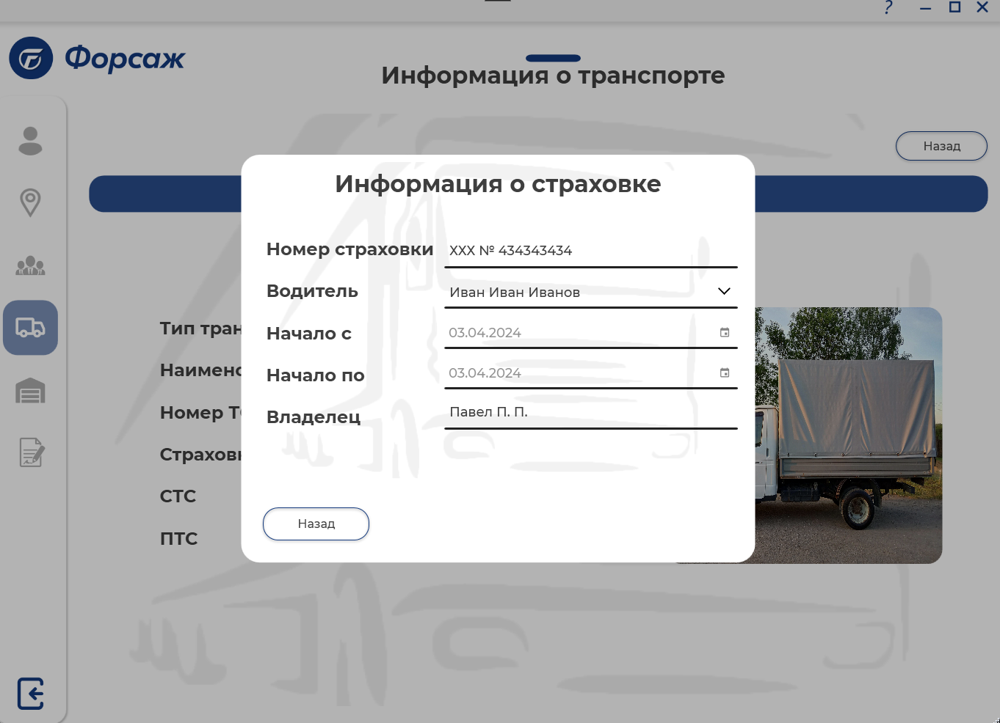 ?
Форсаж
Информация о транспорте
Назад
Информация о страховке
Номер страховки XXX № 434343434
Водитель Иван Иван Иванов
Начало с 03.04.2024
Начало по 03.04.2024
Владелец Павел П. П.
Назад
Тип тран
Наимено
Номер Т
Страхов
СТС
ПТС